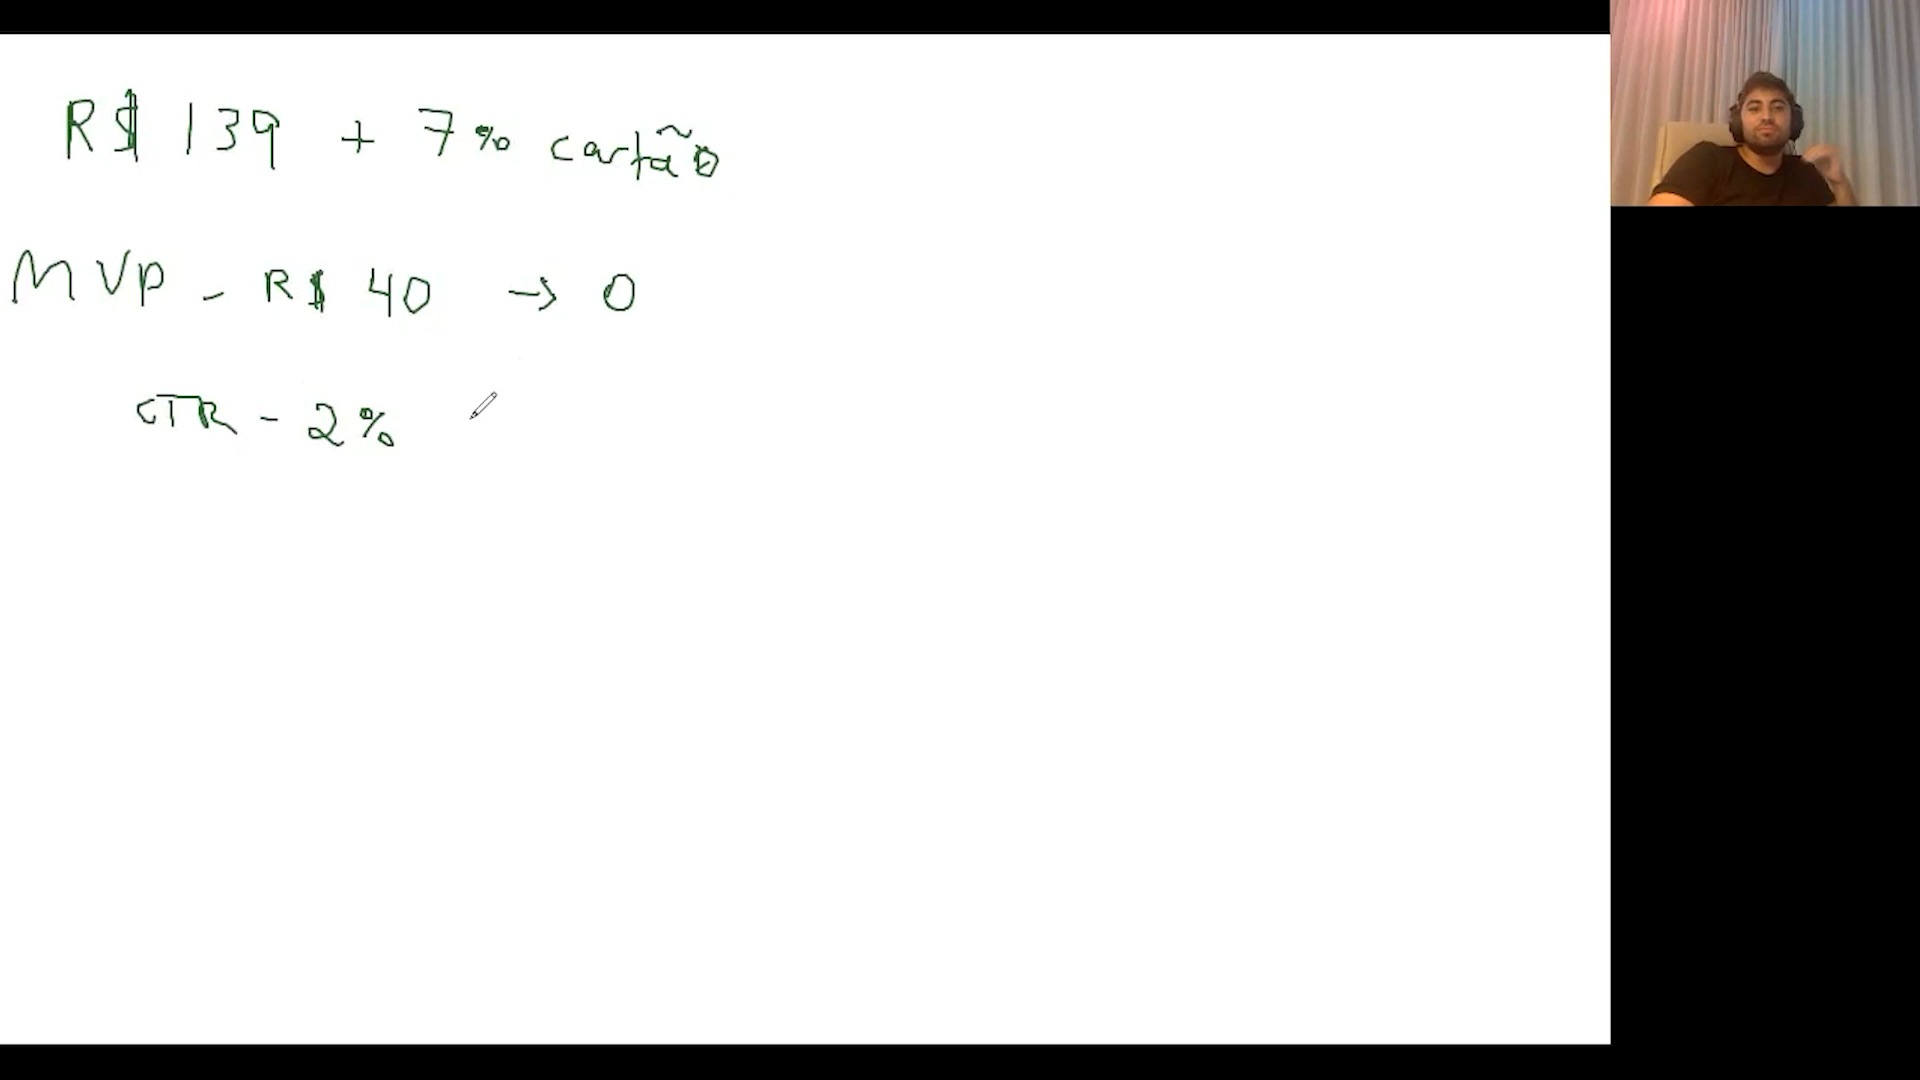 R$ 139 + 7% cartão
MVP - R$ 40 → 0
CTR - 2%